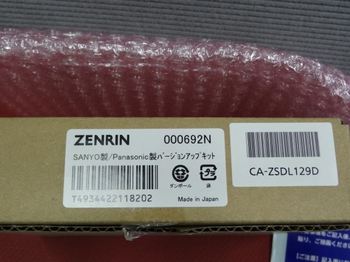 ZENRIN 000692N
SANYO製/Panasonic製バージョンアップキット
ダンボール 函
T4934422118202 Made in Japan
CA-ZSDL129D